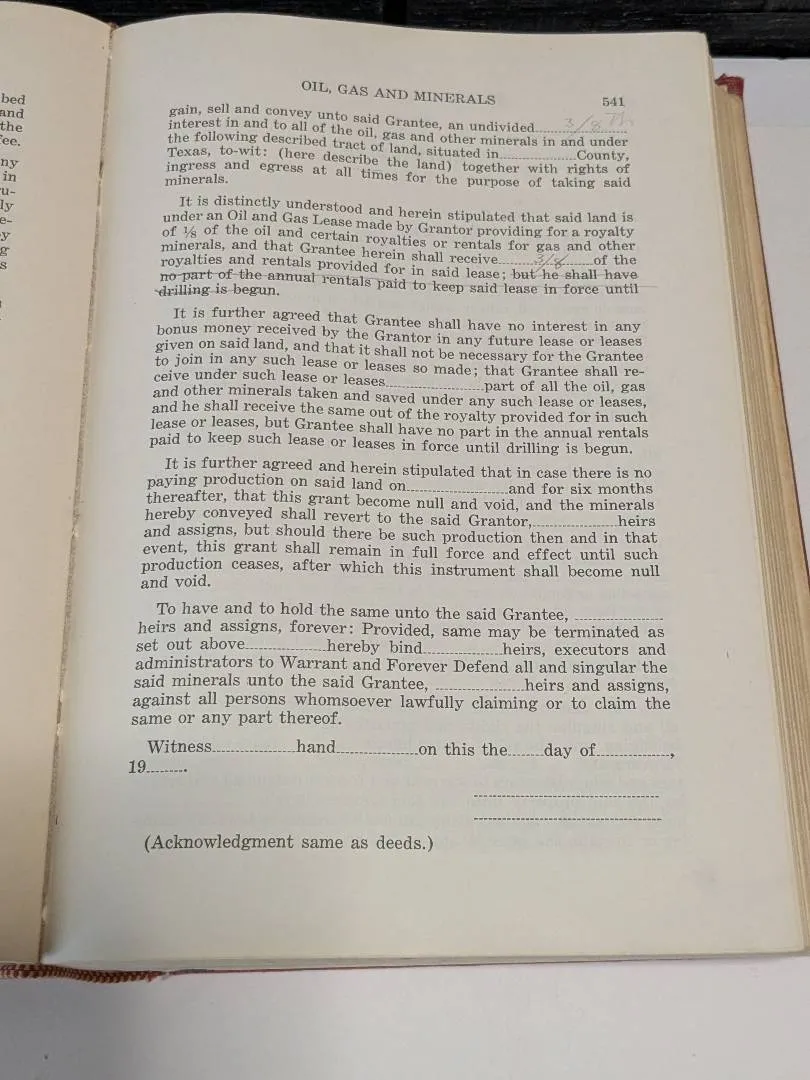 bed
and
the
ee.
ny
in
u-
ly
e-
y
g
s
OIL, GAS AND MINERALS
541
gain, sell and convey unto said Grantee, an undivided 3/8 Th
interest in and to all of the oil, gas and other minerals in and under
the following described tract of land, situated in....................County,
Texas, to-wit: (here describe the land) together with rights of
ingress and egress at all times for the purpose of taking said
minerals.
It is distinctly understood and herein stipulated that said land is
under an Oil and Gas Lease made by Grantor providing for a royalty
of ⅛ of the oil and certain royalties or rentals for gas and other
minerals, and that Grantee herein shall receive 3/8 of the
royalties and rentals provided for in said lease; but he shall have
no part of the annual rentals paid to keep said lease in force until
drilling is begun.
It is further agreed that Grantee shall have no interest in any
bonus money received by the Grantor in any future lease or leases
given on said land, and that it shall not be necessary for the Grantee
to join in any such lease or leases so made; that Grantee shall re-
ceive under such lease or leases....................part of all the oil, gas
and other minerals taken and saved under any such lease or leases,
and he shall receive the same out of the royalty provided for in such
lease or leases, but Grantee shall have no part in the annual rentals
paid to keep such lease or leases in force until drilling is begun.
It is further agreed and herein stipulated that in case there is no
paying production on said land on....................and for six months
thereafter, that this grant become null and void, and the minerals
hereby conveyed shall revert to the said Grantor,....................heirs
and assigns, but should there be such production then and in that
event, this grant shall remain in full force and effect until such
production ceases, after which this instrument shall become null
and void.
To have and to hold the same unto the said Grantee, ....................
heirs and assigns, forever: Provided, same may be terminated as
set out above....................hereby bind....................heirs, executors and
administrators to Warrant and Forever Defend all and singular the
said minerals unto the said Grantee, ....................heirs and assigns,
against all persons whomsoever lawfully claiming or to claim the
same or any part thereof.
Witness....................hand....................on this the........day of..................,
19.........
(Acknowledgment same as deeds.)